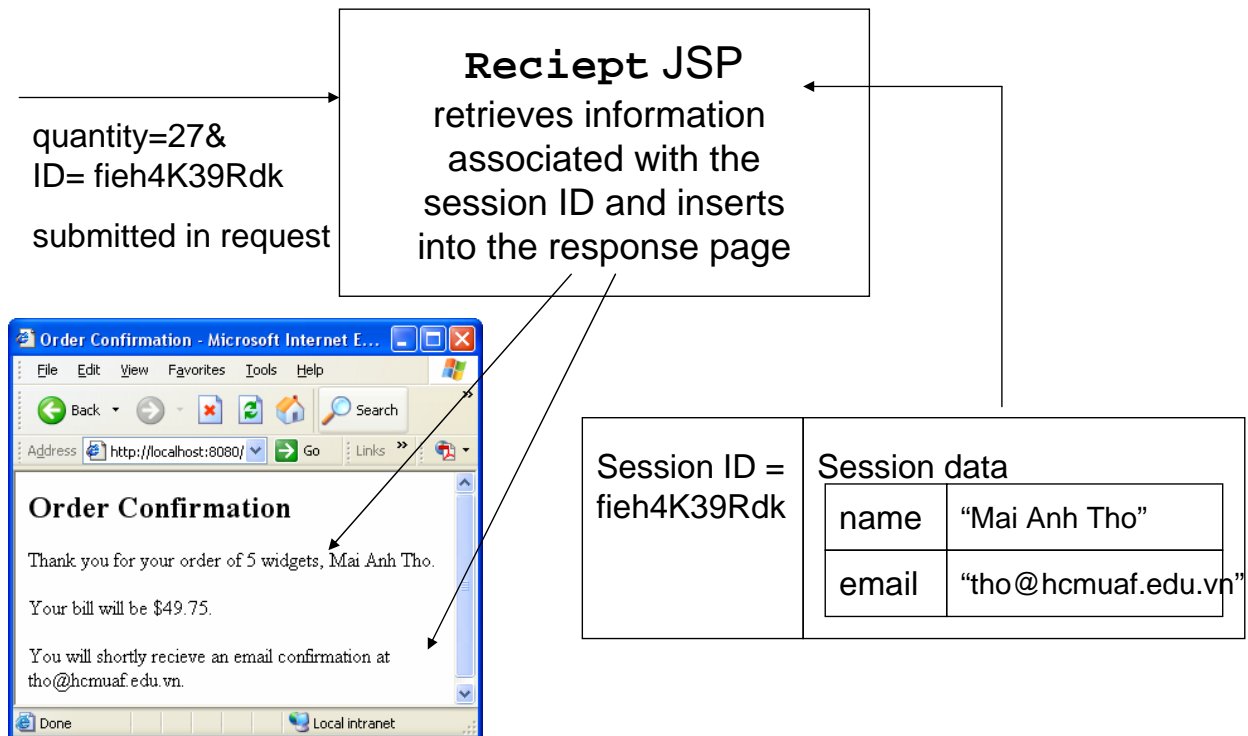 Reciept JSP
retrieves information
associated with the
session ID and inserts
into the response page
quantity=27&
ID= fieh4K39Rdk
submitted in request
Order Confirmation - Microsoft Internet E...
File Edit View Favorites Tools Help
Back Search »
Address http://localhost:8080/ Go Links »
Order Confirmation
Thank you for your order of 5 widgets, Mai Anh Tho.
Your bill will be $49.75.
You will shortly recieve an email confirmation at
tho@hcmuaf.edu.vn.
Done Local intranet
Session ID =
fieh4K39Rdk
Session data
name “Mai Anh Tho”
email “tho@hcmuaf.edu.vn”